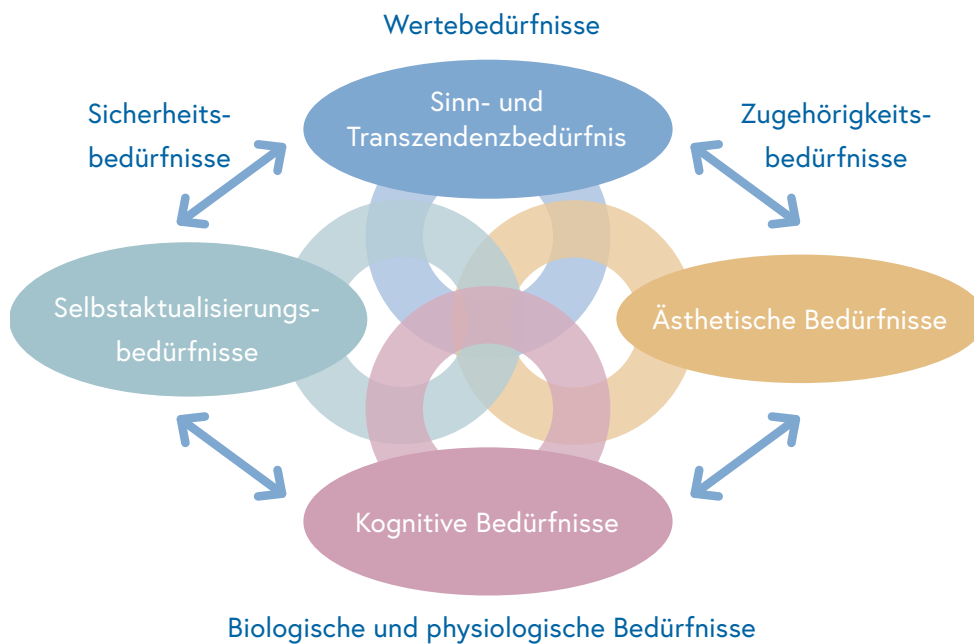 Wertebedürfnisse
Sinn- und
Transzendenzbedürfnis
Sicherheits-
bedürfnisse
Zugehörigkeits-
bedürfnisse
Selbstaktualisierungs-
bedürfnisse
Ästhetische Bedürfnisse
Kognitive Bedürfnisse
Biologische und physiologische Bedürfnisse